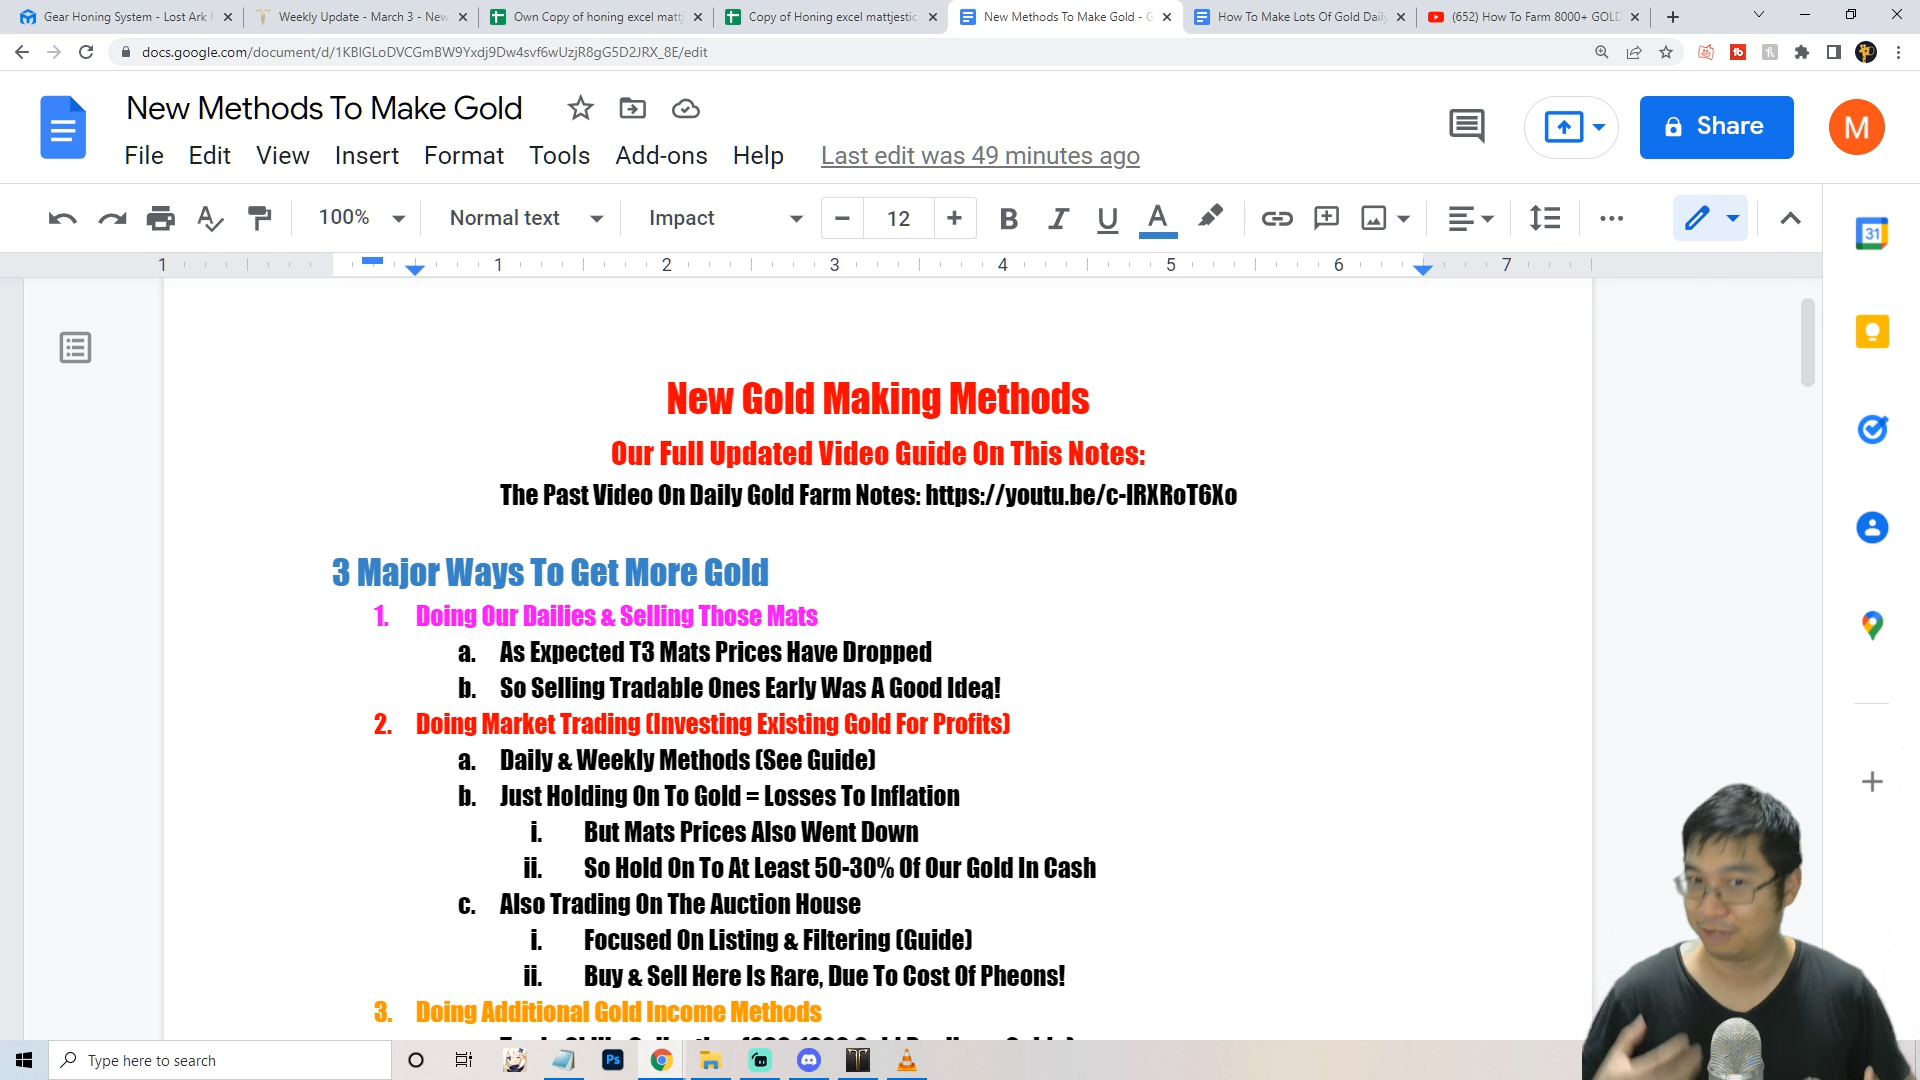 Gear Honing System - Lost Ark
Weekly Update - March 3 - New
Own Copy of honing excel matt
Copy of Honing excel mattjestic
New Methods To Make Gold - G
How To Make Lots Of Gold Daily
(652) How To Farm 8000+ GOLD
docs.google.com/document/d/1KBIGLoDVCGmBW9Yxdj9Dw4svf6wUzjR8gG5D2JRX_8E/edit
New Methods To Make Gold
Share
M
File Edit View Insert Format Tools Add-ons Help Last edit was 49 minutes ago
100% Normal text Impact 12 B I U A
31
1 1 2 3 4 5 6 7
New Gold Making Methods
Our Full Updated Video Guide On This Notes:
The Past Video On Daily Gold Farm Notes: https://youtu.be/c-IRXRoT6Xo
3 Major Ways To Get More Gold
1. Doing Our Dailies & Selling Those Mats
a. As Expected T3 Mats Prices Have Dropped
b. So Selling Tradable Ones Early Was A Good Idea!
2. Doing Market Trading (Investing Existing Gold For Profits)
a. Daily & Weekly Methods (See Guide)
b. Just Holding On To Gold = Losses To Inflation
i. But Mats Prices Also Went Down
ii. So Hold On To At Least 50-30% Of Our Gold In Cash
c. Also Trading On The Auction House
i. Focused On Listing & Filtering (Guide)
ii. Buy & Sell Here Is Rare, Due To Cost Of Pheons!
3. Doing Additional Gold Income Methods
Type here to search
Ps